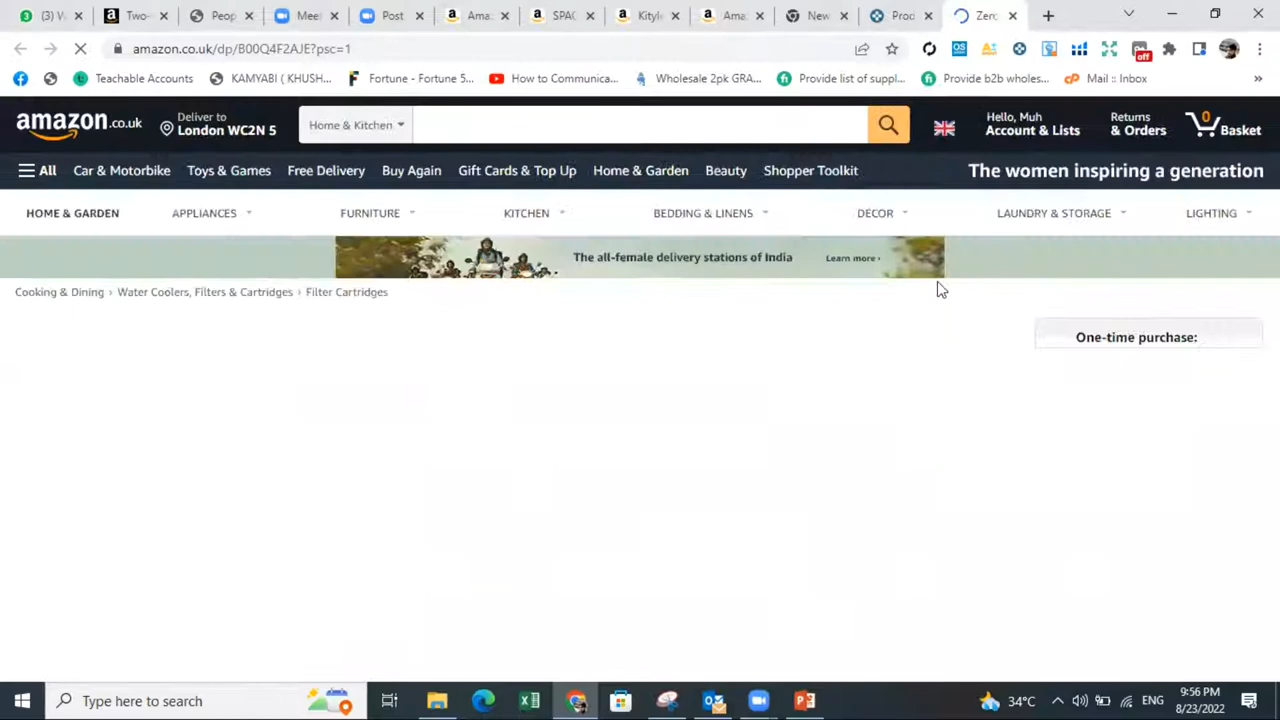 (3) W
Two-
Peop
Meet
Post
Ama
SPAC
Kityle
Ama
New
Prod
Zero
amazon.co.uk/dp/B00Q4F2AJE?psc=1
off
Teachable Accounts
KAMYABI ( KHUSH...
Fortune - Fortune 5...
How to Communica...
Wholesale 2pk GRA...
Provide list of suppl...
Provide b2b wholes...
Mail :: Inbox
»
amazon.co.uk
Deliver to
London WC2N 5
Home & Kitchen
Hello, Muh
Account & Lists
Returns
& Orders
0
Basket
All
Car & Motorbike
Toys & Games
Free Delivery
Buy Again
Gift Cards & Top Up
Home & Garden
Beauty
Shopper Toolkit
The women inspiring a generation
HOME & GARDEN
APPLIANCES
FURNITURE
KITCHEN
BEDDING & LINENS
DÉCOR
LAUNDRY & STORAGE
LIGHTING
The all-female delivery stations of India
Learn more ›
Cooking & Dining › Water Coolers, Filters & Cartridges › Filter Cartridges
One-time purchase:
Type here to search
34°C
ENG
9:56 PM
8/23/2022